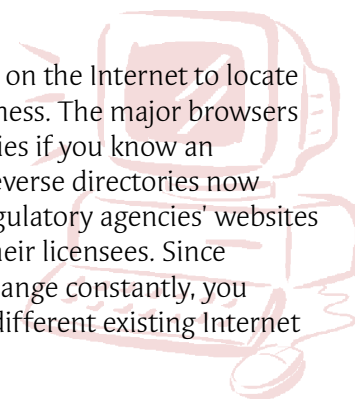 on the Internet to locate
ness. The major browsers
ies if you know an
everse directories now
gulatory agencies' websites
heir licensees. Since
ange constantly, you
different existing Internet